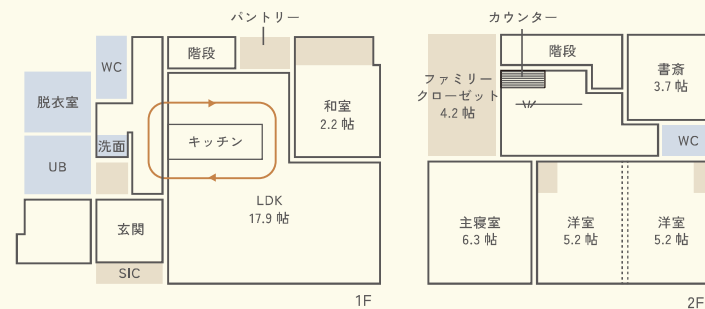 パントリー
階段
WC
和室
2.2 帖
脱衣室
洗面
キッチン
UB
LDK
17.9 帖
玄関
SIC
1F
カウンター
階段
書斎
3.7 帖
ファミリー
クローゼット
4.2 帖
WC
主寝室
6.3 帖
洋室
5.2 帖
洋室
5.2 帖
2F